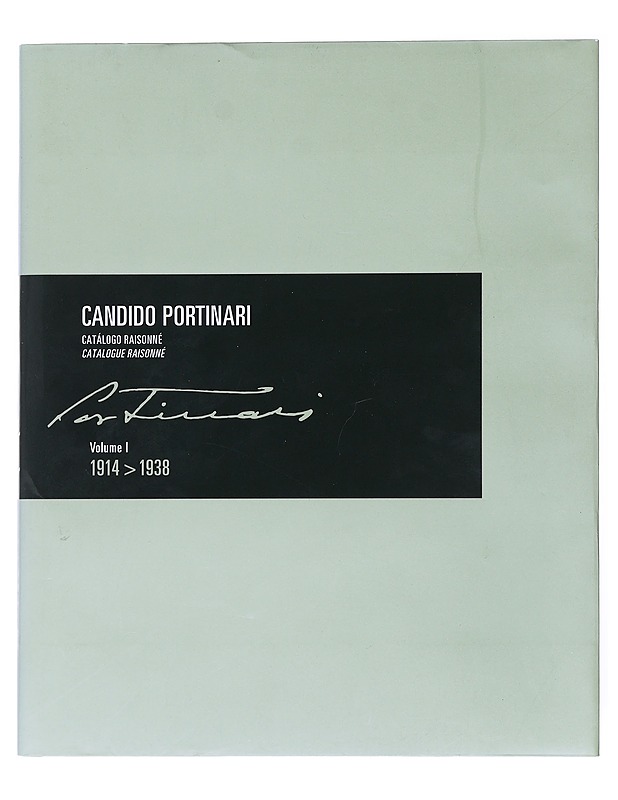 CANDIDO PORTINARI
CATÁLOGO RAISONNÉ
CATALOGUE RAISONNÉ
Portinari
Volume I
1914 > 1938